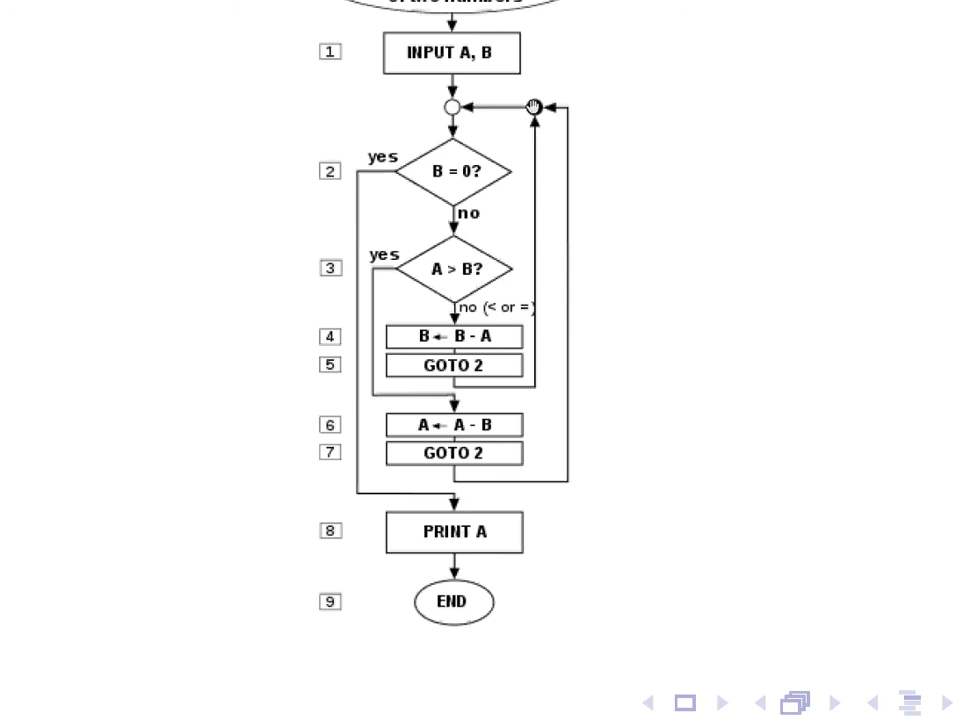 1 INPUT A, B
yes
2 B = 0?
no
yes
3 A > B?
no (< or =)
4 B ← B - A
5 GOTO 2
6 A ← A - B
7 GOTO 2
8 PRINT A
9 END